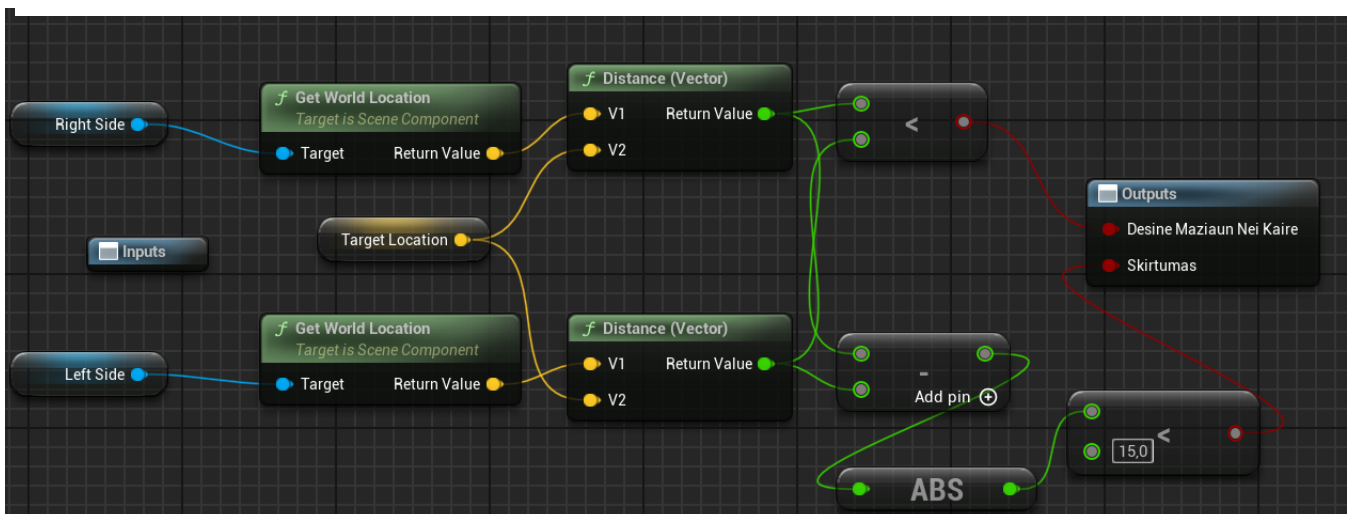 Right Side
f Get World Location
Target is Scene Component
Target Return Value
f Distance (Vector)
V1 Return Value
V2
<
Target Location
Inputs
Outputs
Desine Maziaun Nei Kaire
Skirtumas
Left Side
f Get World Location
Target is Scene Component
Target Return Value
f Distance (Vector)
V1 Return Value
V2
-
Add pin +
ABS
<
15,0